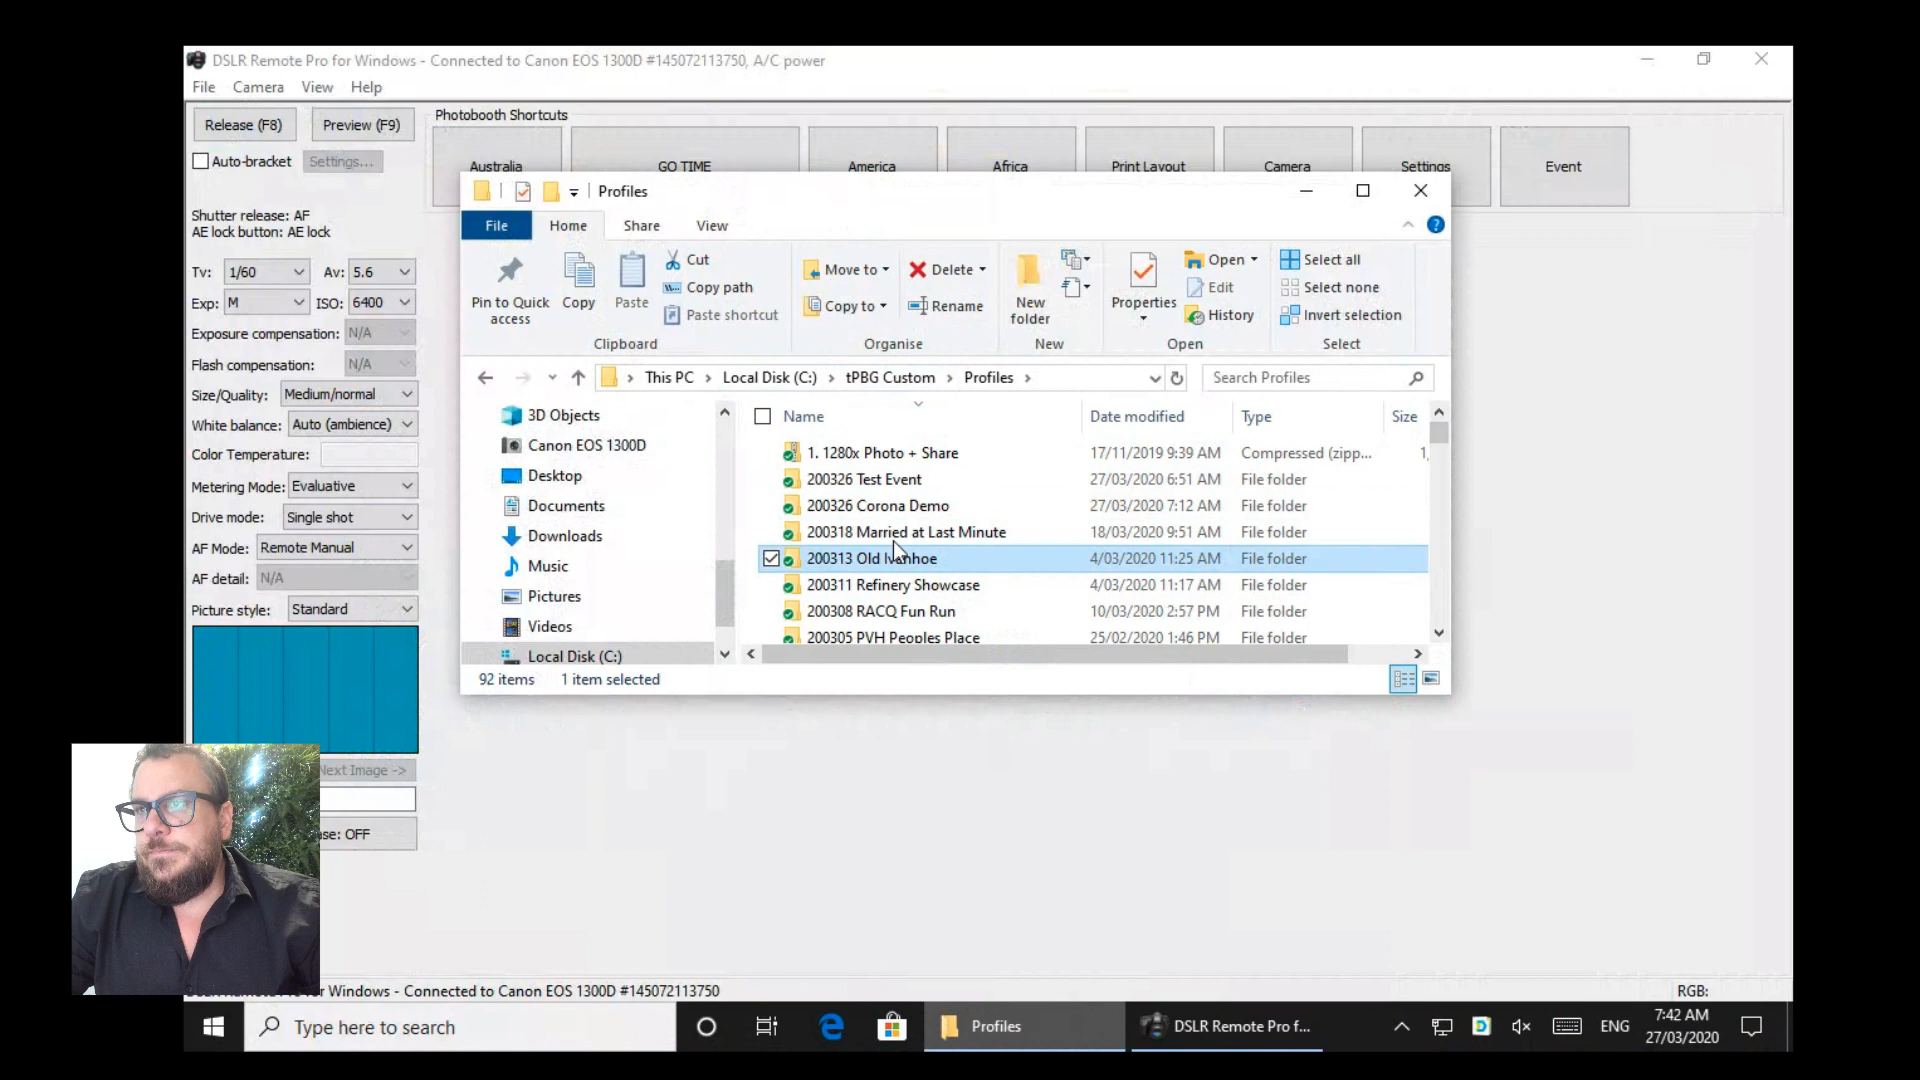 DSLR Remote Pro for Windows - Connected to Canon EOS 1300D #145072113750, A/C power
File Camera View Help
Release (F8) Preview (F9)
Auto-bracket Settings...
Shutter release: AF
AE lock button: AE lock
Tv: 1/60 Av: 5.6
Exp: M ISO: 6400
Exposure compensation: N/A
Flash compensation: N/A
Size/Quality: Medium/normal
White balance: Auto (ambience)
Color Temperature:
Metering Mode: Evaluative
Drive mode: Single shot
AF Mode: Remote Manual
AF detail: N/A
Picture style: Standard
Next Image ->
OFF
Photobooth Shortcuts
Australia GO TIME America Africa Print Layout Camera Settings Event
Profiles
File Home Share View
Pin to Quick access
Copy
Paste
Cut
Copy path
Paste shortcut
Clipboard
Move to
Copy to
Delete
Rename
Organise
New folder
New
Properties
Open
Edit
History
Open
Select all
Select none
Invert selection
Select
This PC Local Disk (C:) tPBG Custom Profiles
Search Profiles
3D Objects
Canon EOS 1300D
Desktop
Documents
Downloads
Music
Pictures
Videos
Local Disk (C:)
Name Date modified Type Size
1. 1280x Photo + Share 17/11/2019 9:39 AM Compressed (zipp... 1,
200326 Test Event 27/03/2020 6:51 AM File folder
200326 Corona Demo 27/03/2020 7:12 AM File folder
200318 Married at Last Minute 18/03/2020 9:51 AM File folder
200313 Old Ivanhoe 4/03/2020 11:25 AM File folder
200311 Refinery Showcase 4/03/2020 11:17 AM File folder
200308 RACQ Fun Run 10/03/2020 2:57 PM File folder
200305 PVH Peoples Place 25/02/2020 1:46 PM File folder
92 items 1 item selected
for Windows - Connected to Canon EOS 1300D #145072113750
RGB:
Type here to search
Profiles
DSLR Remote Pro f...
ENG
7:42 AM
27/03/2020